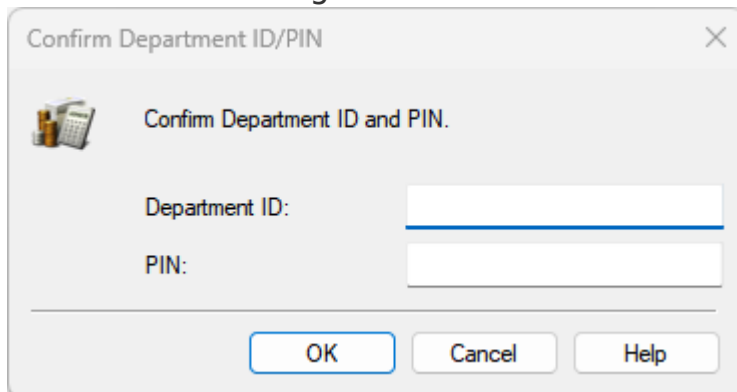 Confirm Department ID/PIN
Confirm Department ID and PIN.
Department ID:
PIN:
OK Cancel Help